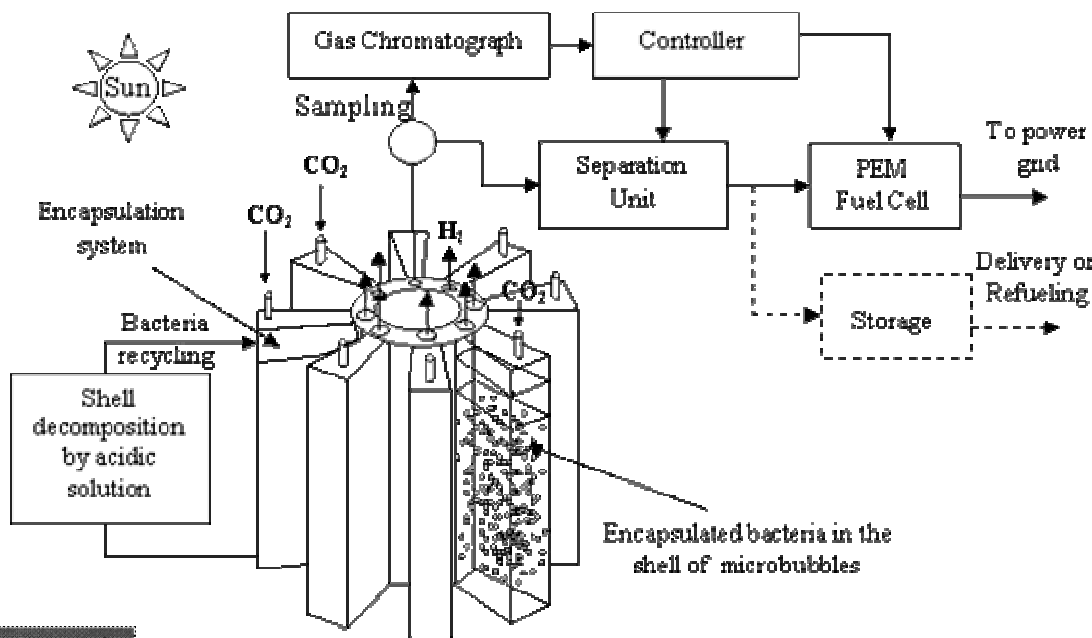 Gas Chromatograph
Controller
Sun
Sampling
CO₂
Separation
Unit
PEM
Fuel Cell
To power
grid
Encapsulation
system
CO₂
H₂
CO₂
Delivery or
Refueling
Storage
Bacteria
recycling
Shell
decomposition
by acidic
solution
Encapsulated bacteria in the
shell of microbubbles